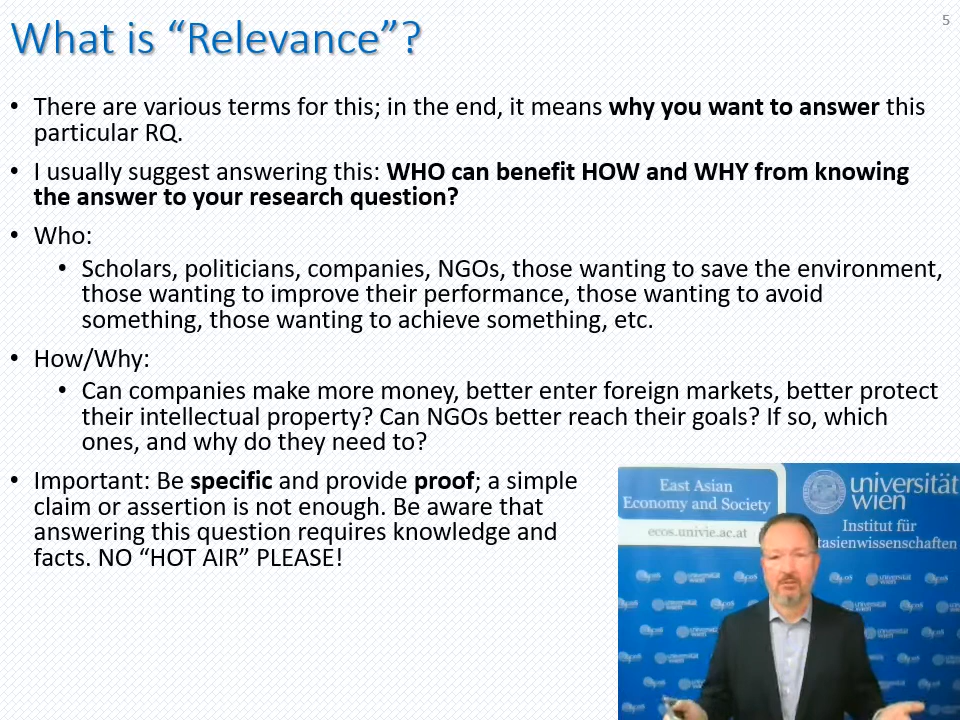 What is “Relevance”?
5
• There are various terms for this; in the end, it means why you want to answer this
particular RQ.
• I usually suggest answering this: WHO can benefit HOW and WHY from knowing
the answer to your research question?
• Who:
• Scholars, politicians, companies, NGOs, those wanting to save the environment,
those wanting to improve their performance, those wanting to avoid
something, those wanting to achieve something, etc.
• How/Why:
• Can companies make more money, better enter foreign markets, better protect
their intellectual property? Can NGOs better reach their goals? If so, which
ones, and why do they need to?
• Important: Be specific and provide proof; a simple
claim or assertion is not enough. Be aware that
answering this question requires knowledge and
facts. NO “HOT AIR” PLEASE!
East Asian
Economy and Society
ecos.univie.ac.at
universität
wien
Institut für
tasienwissenschaften